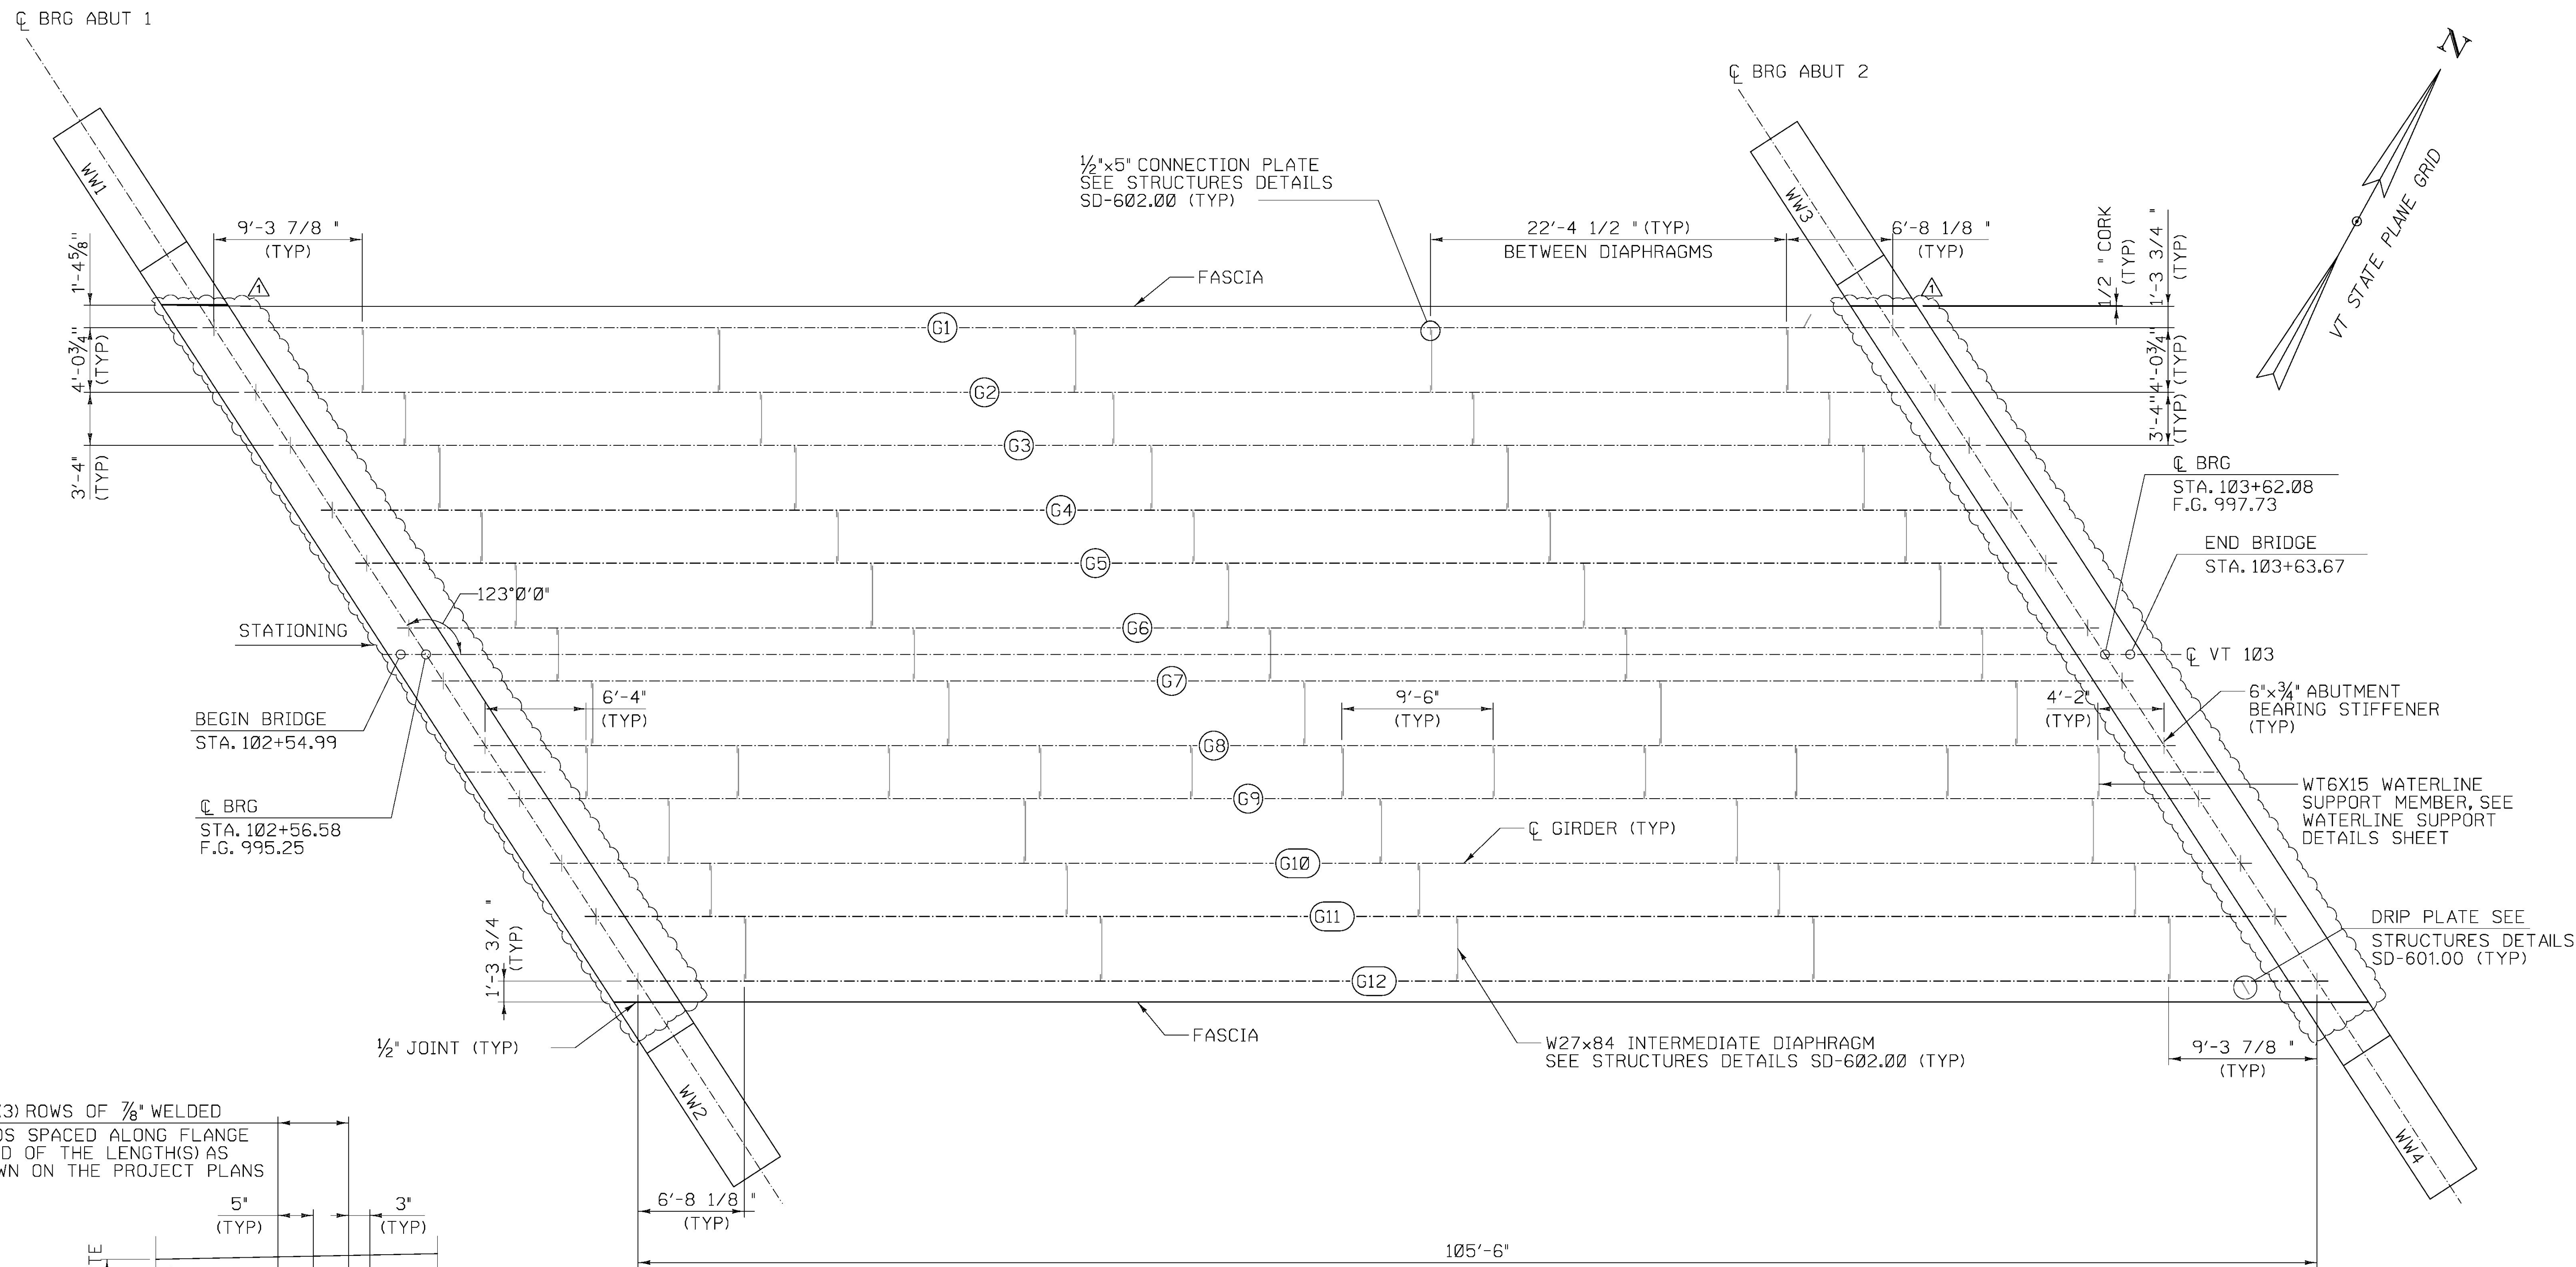 ℄ BRG ABUT 1
℄ BRG ABUT 2
N
VT STATE PLANE GRID
WW1
WW3
½"x5" CONNECTION PLATE
SEE STRUCTURES DETAILS
SD-602.00 (TYP)
9'-3 7/8 "
(TYP)
22'-4 1/2 " (TYP)
BETWEEN DIAPHRAGMS
6'-8 1/8 "
(TYP)
1/2 " CORK
(TYP)
1'-3 3/4 "
(TYP)
1'-4⅝"
FASCIA
1
1
G1
4'-0¾"
(TYP)
4'-0¾"
(TYP)
G2
3'-4"
(TYP)
3'-4"
(TYP)
G3
℄ BRG
STA. 103+62.08
F.G. 997.73
G4
END BRIDGE
STA. 103+63.67
G5
123°0'0"
STATIONING
G6
℄ VT 103
G7
6'-4"
(TYP)
9'-6"
(TYP)
4'-2"
(TYP)
6"x¾" ABUTMENT
BEARING STIFFENER
(TYP)
BEGIN BRIDGE
STA. 102+54.99
G8
WT6X15 WATERLINE
SUPPORT MEMBER, SEE
WATERLINE SUPPORT
DETAILS SHEET
℄ BRG
STA. 102+56.58
F.G. 995.25
G9
℄ GIRDER (TYP)
G10
1'-3 3/4 "
(TYP)
G11
DRIP PLATE SEE
STRUCTURES DETAILS
SD-601.00 (TYP)
G12
½" JOINT (TYP)
FASCIA
W27x84 INTERMEDIATE DIAPHRAGM
SEE STRUCTURES DETAILS SD-602.00 (TYP)
9'-3 7/8 "
(TYP)
WW2
WW4
3) ROWS OF ⅞" WELDED
OS SPACED ALONG FLANGE
D OF THE LENGTH(S) AS
WN ON THE PROJECT PLANS
6'-8 1/8 "
(TYP)
5"
(TYP)
3"
(TYP)
TE
105'-6"